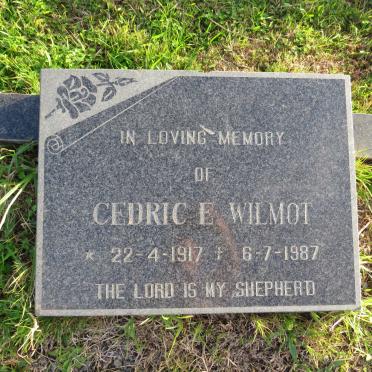 IN LOVING MEMORY
OF
CEDRIC E. WILMOT
* 22-4-1917 † 6-7-1987
THE LORD IS MY SHEPHERD